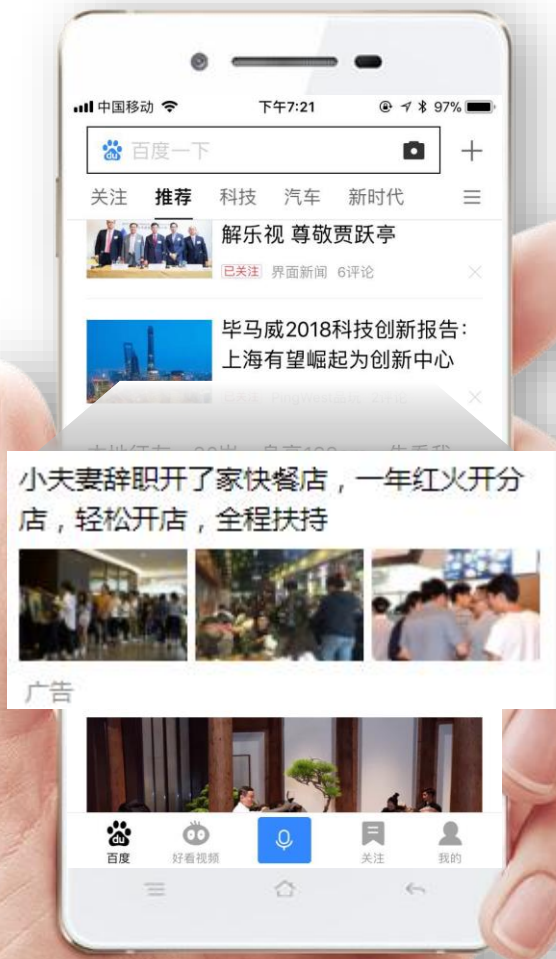 中国移动
下午7:21
97%
du
百度一下
关注 推荐 科技 汽车 新时代
解乐视 尊敬贾跃亭
已关注 界面新闻 6评论
毕马威2018科技创新报告:
上海有望崛起为创新中心
小夫妻辞职开了家快餐店，一年红火开分
店，轻松开店，全程扶持
广告
du
百度 好看视频 关注 我的